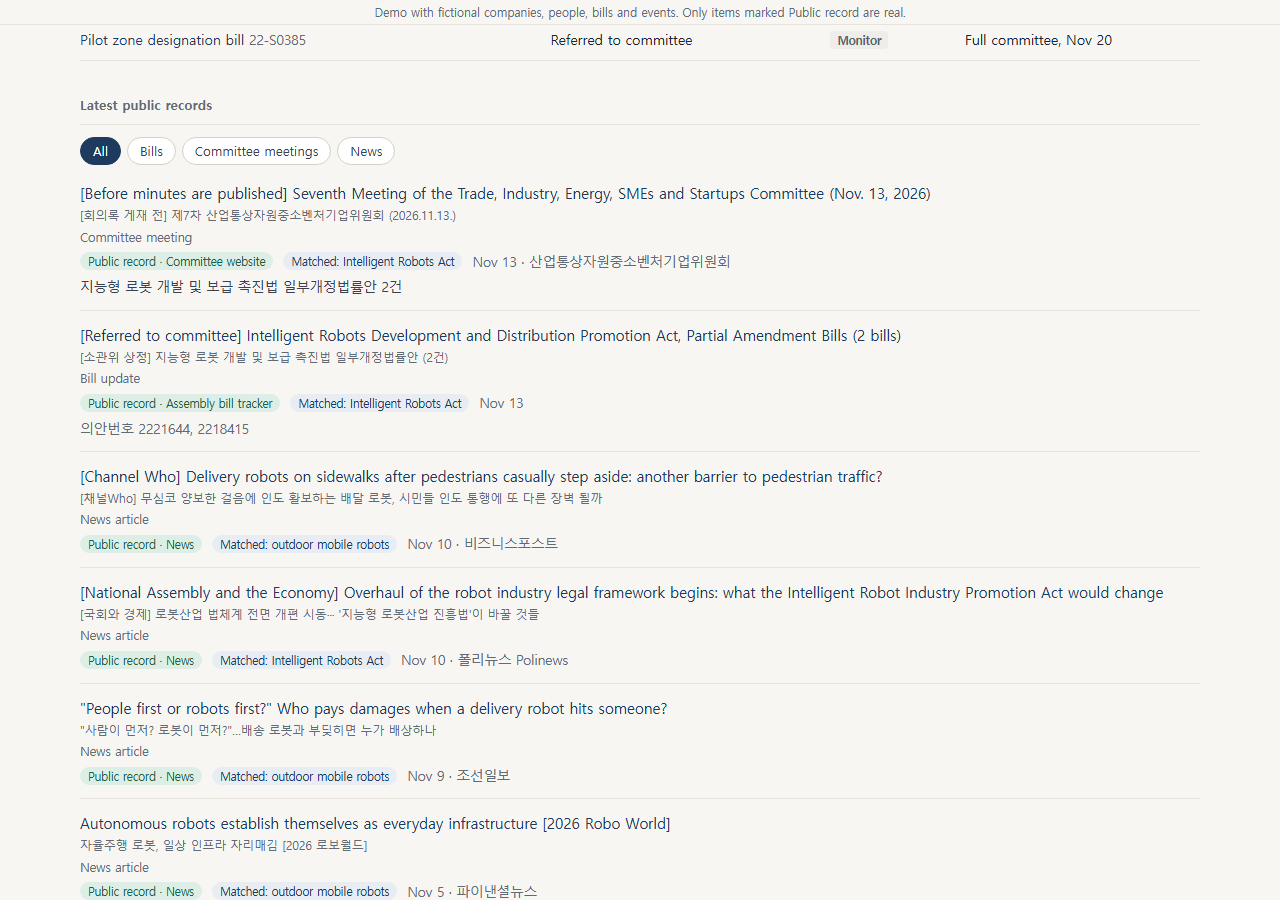 Demo with fictional companies, people, bills and events. Only items marked Public record are real.
Pilot zone designation bill 22-S0385 Referred to committee Monitor Full committee, Nov 20
Latest public records
All Bills Committee meetings News
[Before minutes are published] Seventh Meeting of the Trade, Industry, Energy, SMEs and Startups Committee (Nov. 13, 2026)
[회의록 게재 전] 제7차 산업통상자원중소벤처기업위원회 (2026.11.13.)
Committee meeting
Public record · Committee website Matched: Intelligent Robots Act Nov 13 · 산업통상자원중소벤처기업위원회
지능형 로봇 개발 및 보급 촉진법 일부개정법률안 2건
[Referred to committee] Intelligent Robots Development and Distribution Promotion Act, Partial Amendment Bills (2 bills)
[소관위 상정] 지능형 로봇 개발 및 보급 촉진법 일부개정법률안 (2건)
Bill update
Public record · Assembly bill tracker Matched: Intelligent Robots Act Nov 13
의안번호 2221644, 2218415
[Channel Who] Delivery robots on sidewalks after pedestrians casually step aside: another barrier to pedestrian traffic?
[채널Who] 무심코 양보한 걸음에 인도 활보하는 배달 로봇, 시민들 인도 통행에 또 다른 장벽 될까
News article
Public record · News Matched: outdoor mobile robots Nov 10 · 비즈니스포스트
[National Assembly and the Economy] Overhaul of the robot industry legal framework begins: what the Intelligent Robot Industry Promotion Act would change
[국회와 경제] 로봇산업 법체계 전면 개편 시동… '지능형 로봇산업 진흥법'이 바꿀 것들
News article
Public record · News Matched: Intelligent Robots Act Nov 10 · 폴리뉴스 Polinews
"People first or robots first?" Who pays damages when a delivery robot hits someone?
"사람이 먼저? 로봇이 먼저?"...배송 로봇과 부딪히면 누가 배상하나
News article
Public record · News Matched: outdoor mobile robots Nov 9 · 조선일보
Autonomous robots establish themselves as everyday infrastructure [2026 Robo World]
자율주행 로봇, 일상 인프라 자리매김 [2026 로보월드]
News article
Public record · News Matched: outdoor mobile robots Nov 5 · 파이낸셜뉴스